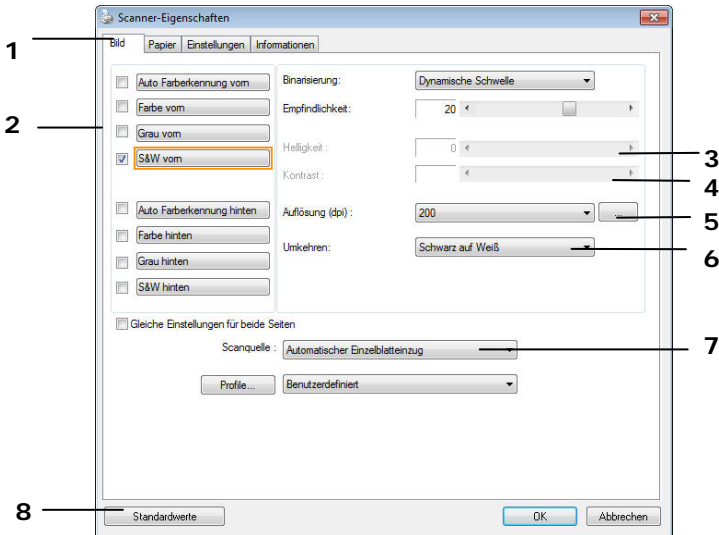 Scanner-Eigenschaften
1
Bild Papier Einstellungen Informationen
Auto Farberkennung vorn
Binarisierung: Dynamische Schwelle
Farbe vorn
Empfindlichkeit: 20
2
Grau vorn
S&W vorn
Helligkeit : 0
3
Kontrast :
4
Auto Farberkennung hinten
Auflösung (dpi) : 200 ...
5
Farbe hinten
Umkehren: Schwarz auf Weiß
6
Grau hinten
S&W hinten
Gleiche Einstellungen für beide Seiten
Scanquelle : Automatischer Einzelblatteinzug
7
Profile... Benutzerdefiniert
8
Standardwerte OK Abbrechen